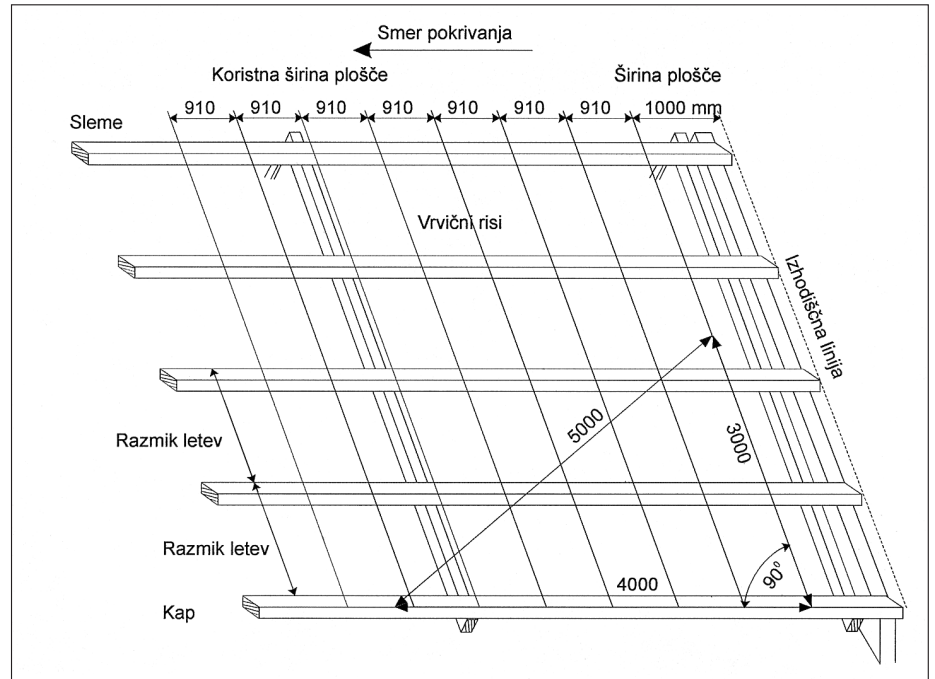 Smer pokrivanja
Koristna širina plošče
Širina plošče
910 910 910 910 910 910 910 1000 mm
Sleme
Vrvični risi
Izhodiščna linija
5000
3000
Razmik letev
Razmik letev
90°
4000
Kap